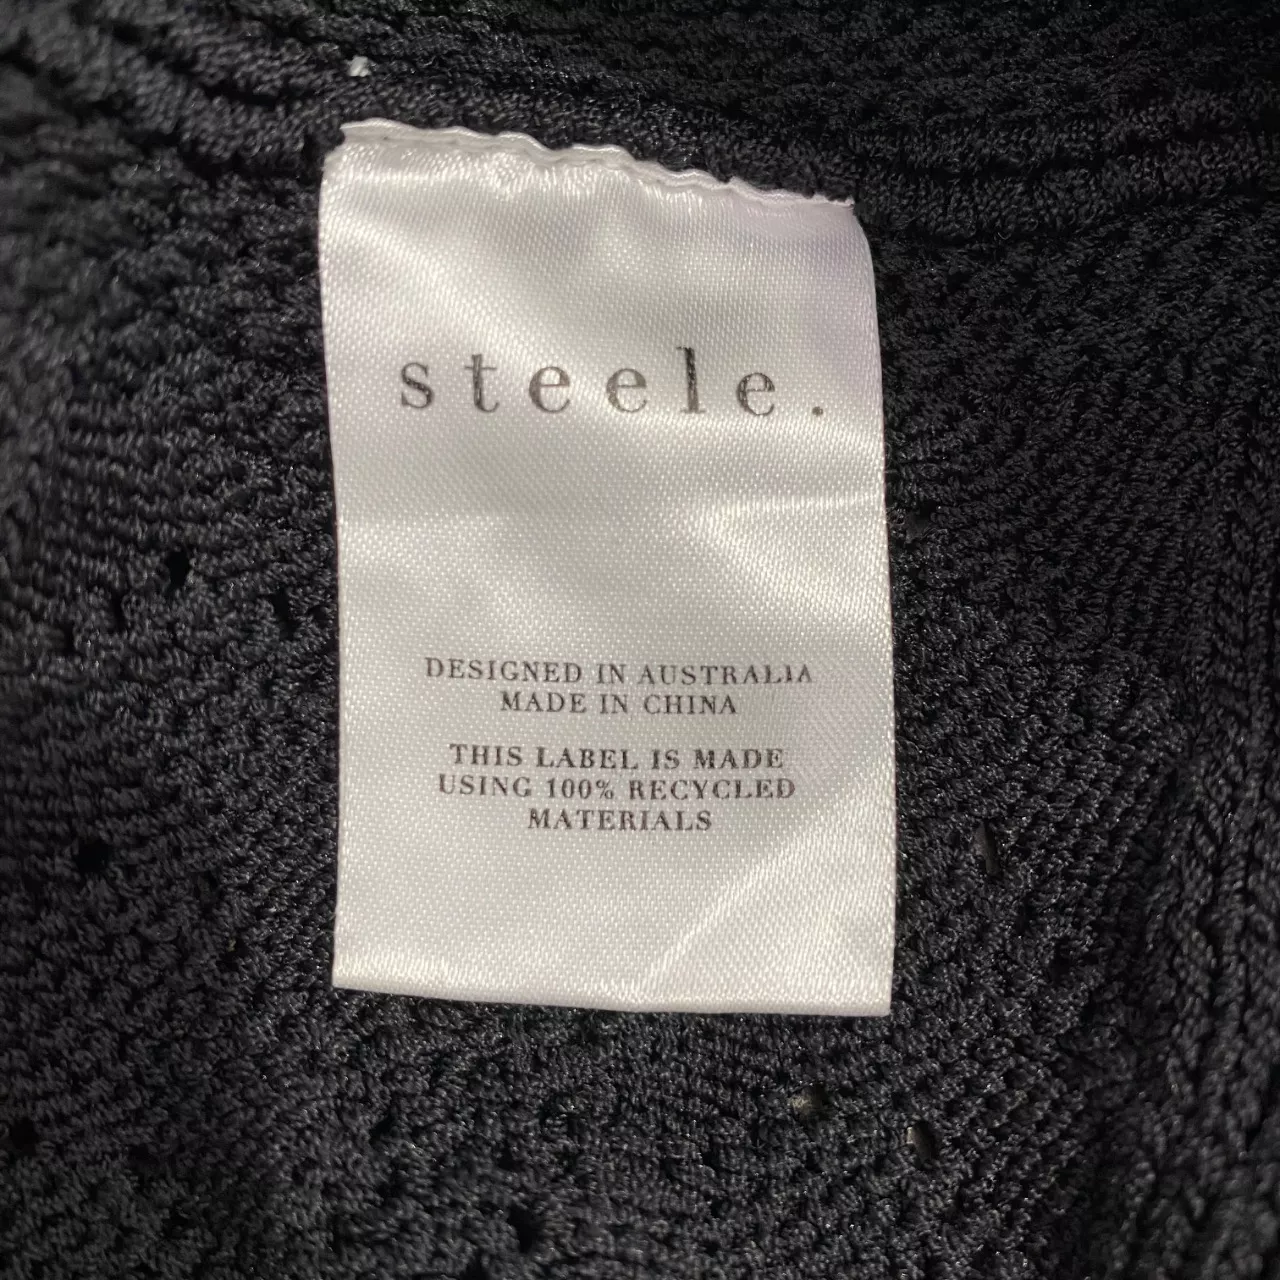 steele.
DESIGNED IN AUSTRALIA
MADE IN CHINA
THIS LABEL IS MADE
USING 100% RECYCLED
MATERIALS